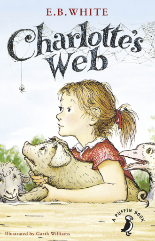 E.B.WHITE
Charlotte's
Web
Illustrated by Garth Williams
A PUFFIN BOOK